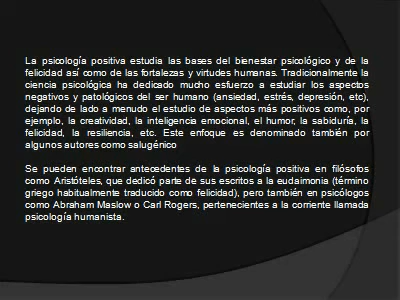 La psicología positiva estudia las bases del bienestar psicológico y de la
felicidad así como de las fortalezas y virtudes humanas. Tradicionalmente la
ciencia psicológica ha dedicado mucho esfuerzo a estudiar los aspectos
negativos y patológicos del ser humano (ansiedad, estrés, depresión, etc),
dejando de lado a menudo el estudio de aspectos más positivos como, por
ejemplo, la creatividad, la inteligencia emocional, el humor, la sabiduría, la
felicidad, la resiliencia, etc. Este enfoque es denominado también por
algunos autores como salugénico
Se pueden encontrar antecedentes de la psicología positiva en filósofos
como Aristóteles, que dedicó parte de sus escritos a la eudaimonia (término
griego habitualmente traducido como felicidad), pero también en psicólogos
como Abraham Maslow o Carl Rogers, pertenecientes a la corriente llamada
psicología humanista.